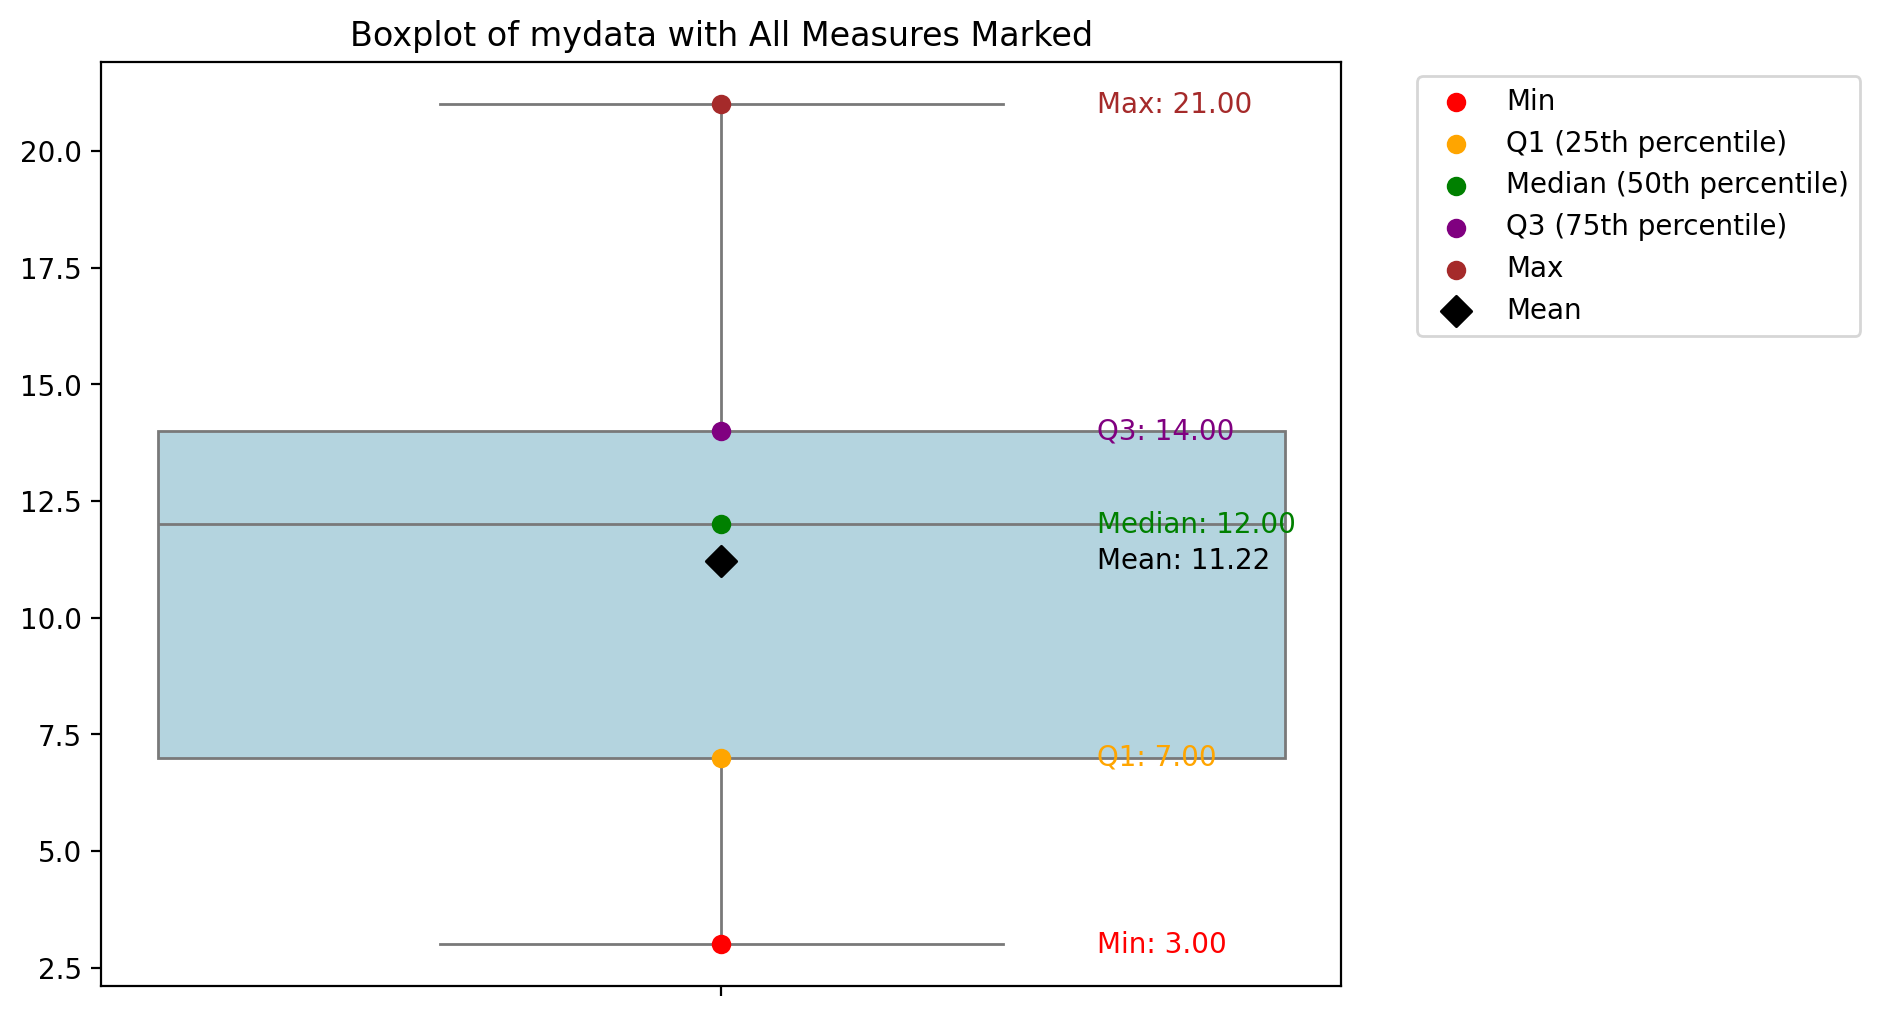 Boxplot of mydata with All Measures Marked
20.0
17.5
15.0
12.5
10.0
7.5
5.0
2.5
Max: 21.00
Q3: 14.00
Median: 12.00
Mean: 11.22
Q1: 7.00
Min: 3.00
Min
Q1 (25th percentile)
Median (50th percentile)
Q3 (75th percentile)
Max
Mean